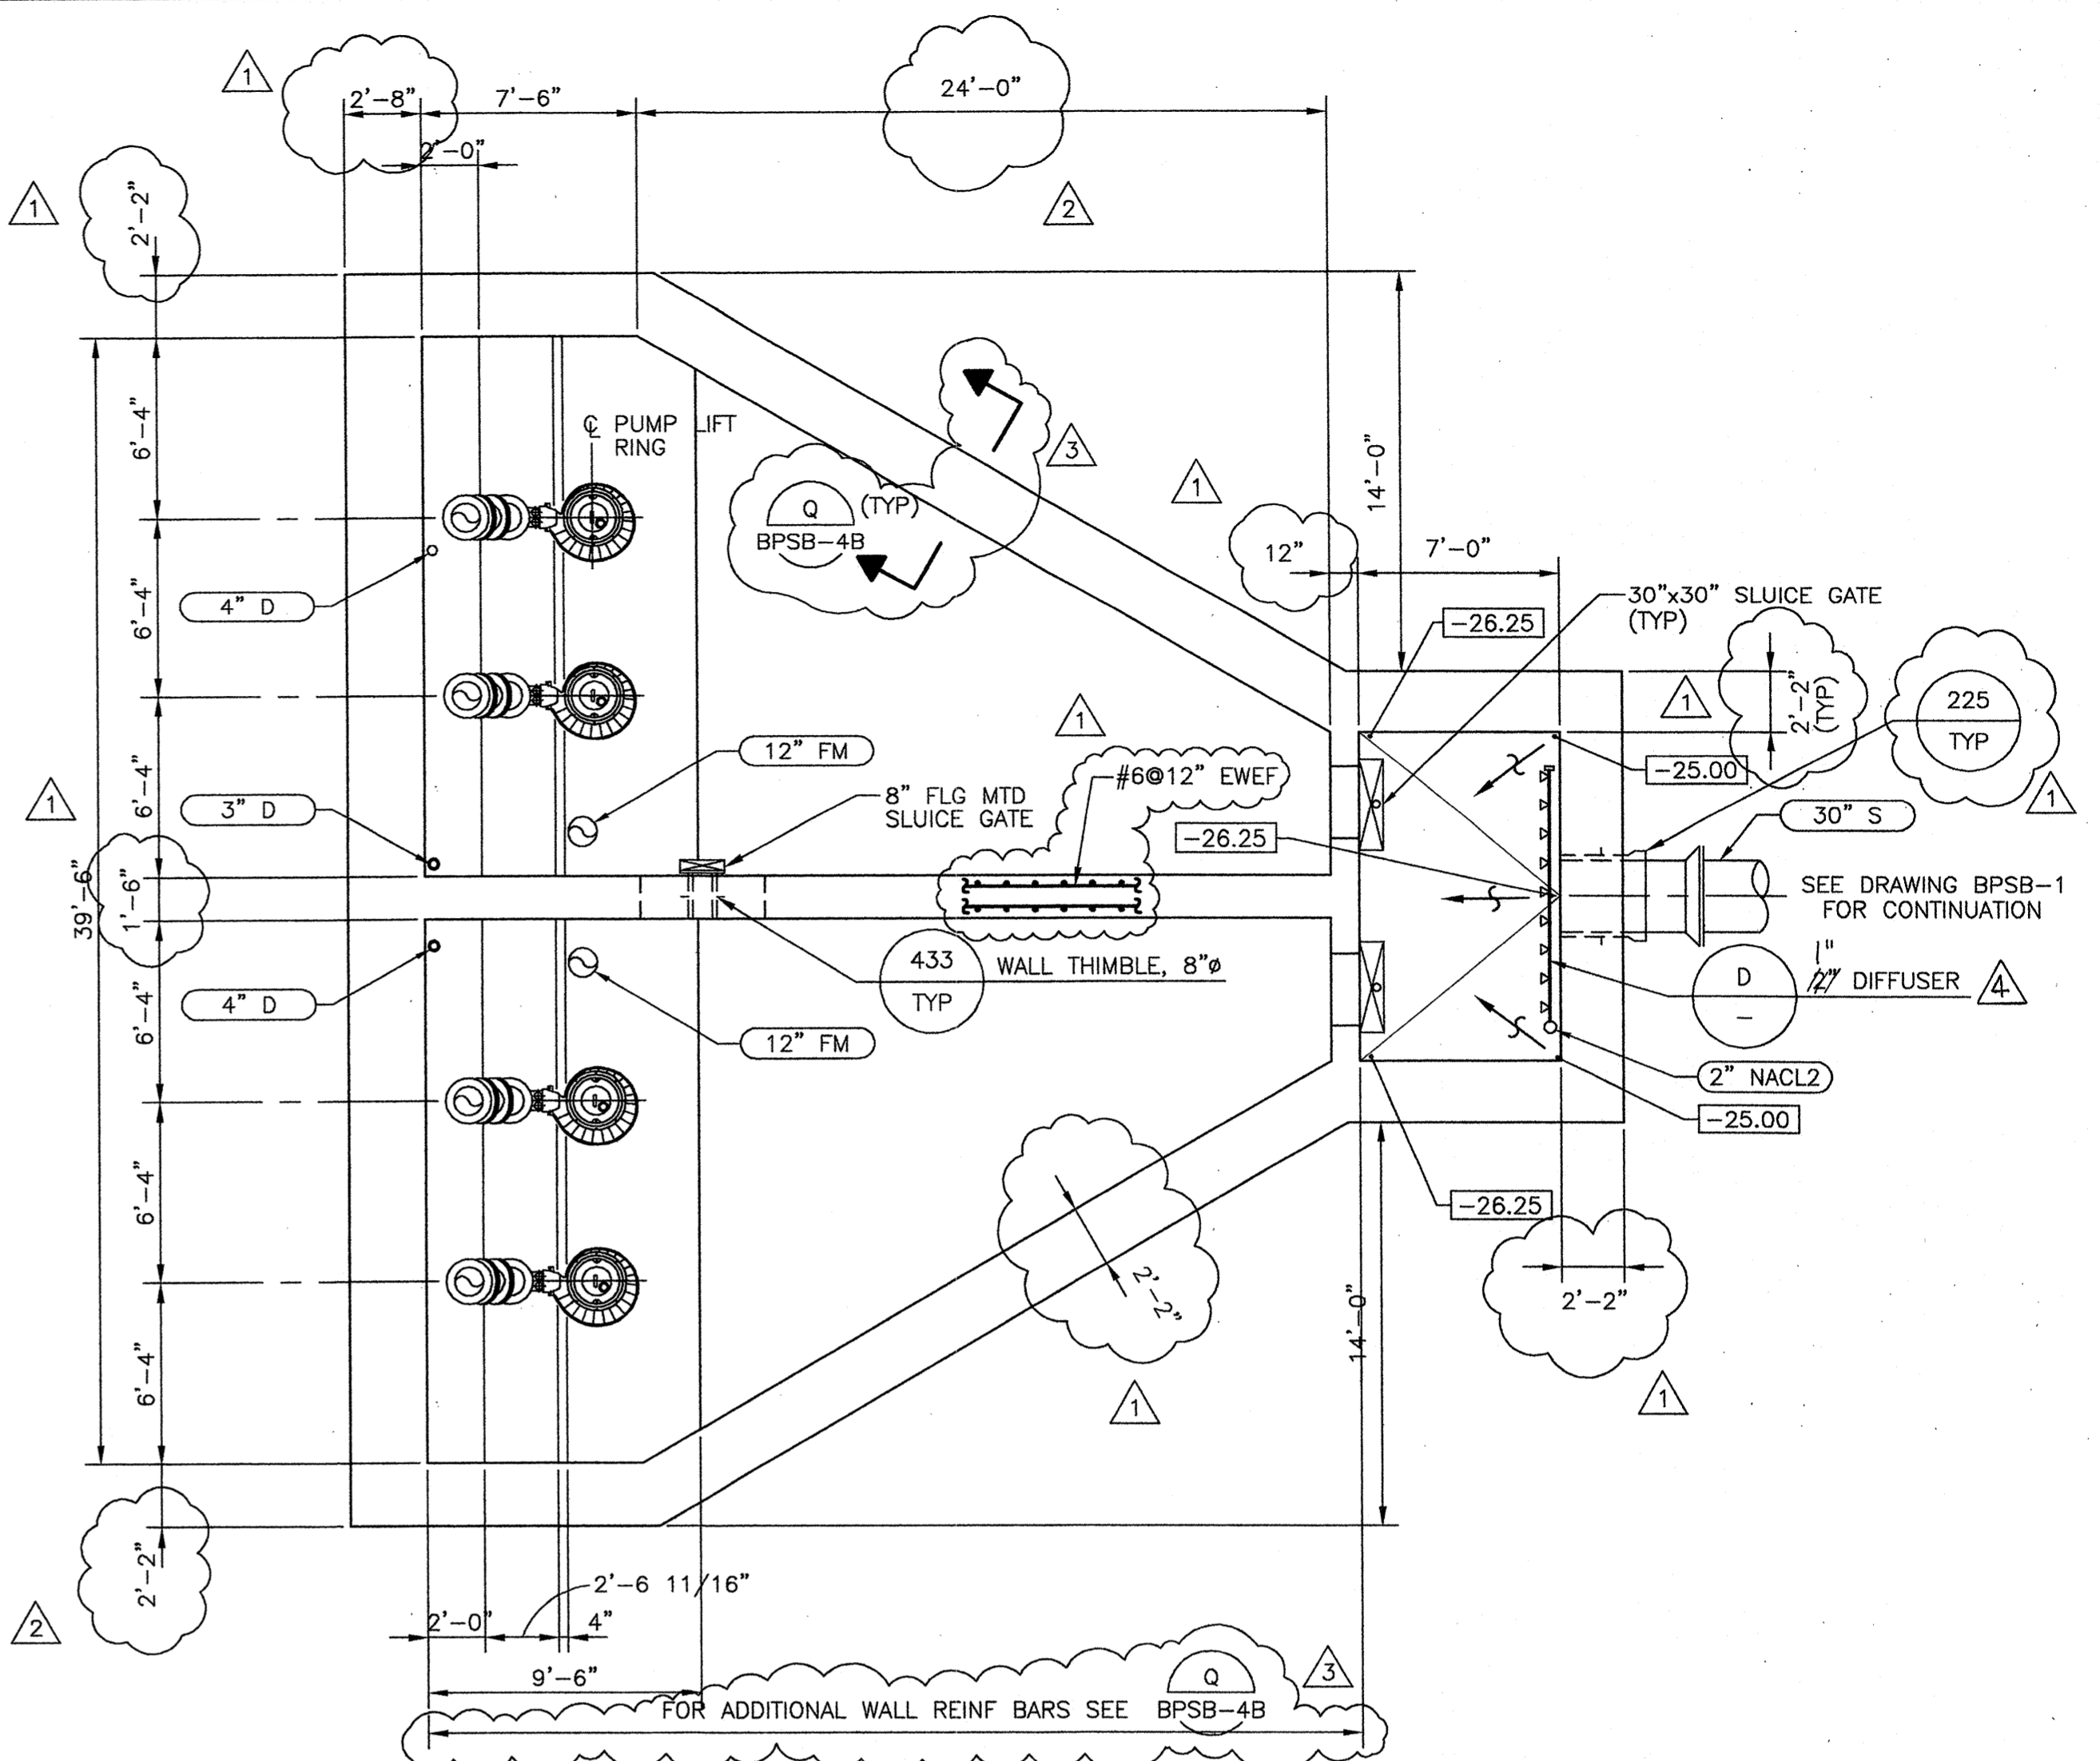 1
2'-8"
7'-6"
24'-0"
2'-0"
1
2'-2"
2
6'-4"
℄ PUMP LIFT
RING
3
14'-0"
Q
(TYP)
BPSB-4B
1
12"
7'-0"
30"x30" SLUICE GATE
(TYP)
-26.25
4" D
6'-4"
1
2'-2"
(TYP)
225
TYP
1
12" FM
1
#6@12" EWEF
-25.00
1
6'-4"
3" D
8" FLG MTD
SLUICE GATE
-26.25
30" S
39'-6"
1'-6"
SEE DRAWING BPSB-1
FOR CONTINUATION
4" D
6'-4"
433
TYP
WALL THIMBLE, 8"ø
D
-
1"
2" DIFFUSER
4
12" FM
2" NACL2
-25.00
6'-4"
-26.25
2'-2"
14'-0"
2'-2"
1
1
6'-4"
2'-2"
2
2'-6 11/16"
2'-0"
4"
9'-6"
3
FOR ADDITIONAL WALL REINF BARS SEE
Q
BPSB-4B